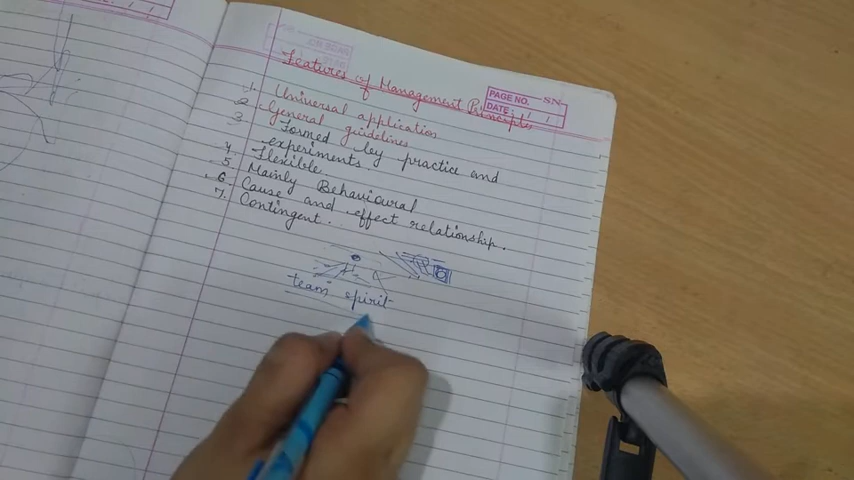 Features of Management Principles
PAGE NO.
DATE: / /
S.N.
1. Universal application
2. General guidelines
3. Formed by practice and
experiments.
4. Flexible.
5. Mainly Behavioural
6. Cause and effect relationship.
7. Contingent.
team spirit